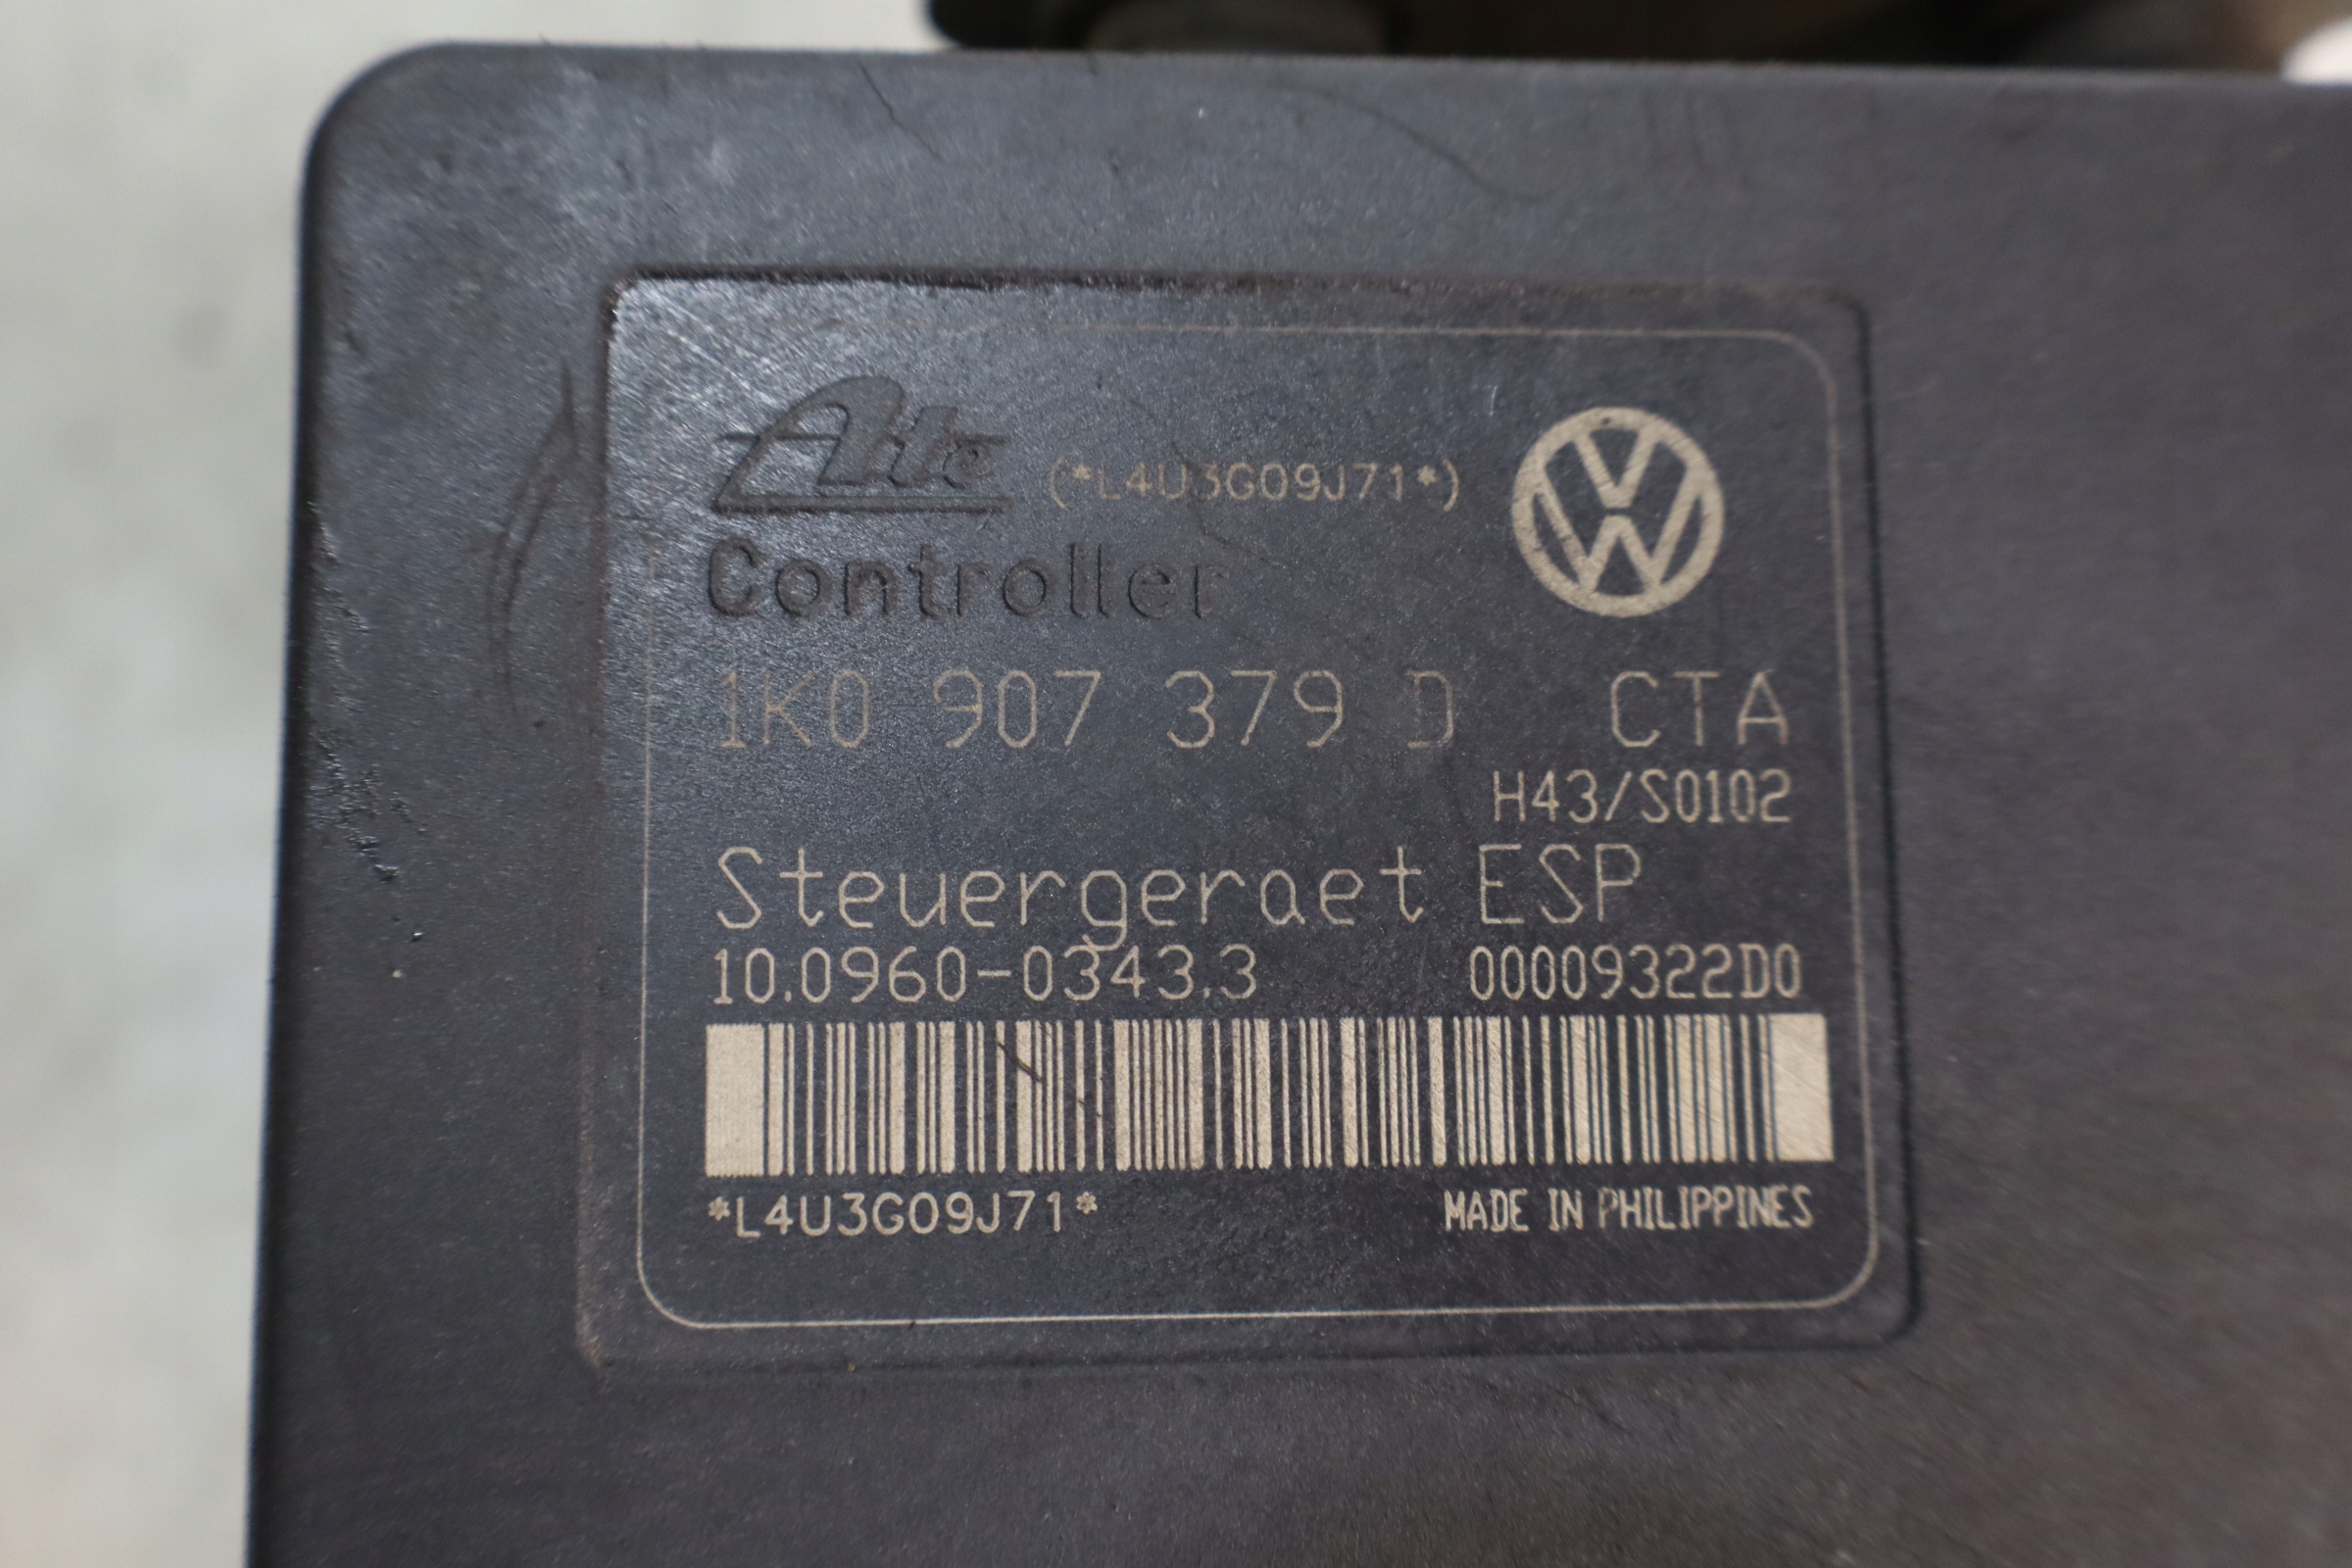 Ate (*L4U3G09J71*)
Controller
1K0 907 379 D CTA
H43/S0102
Steuergeraet ESP
10.0960-0343.3 00009322D0
*L4U3G09J71* MADE IN PHILIPPINES